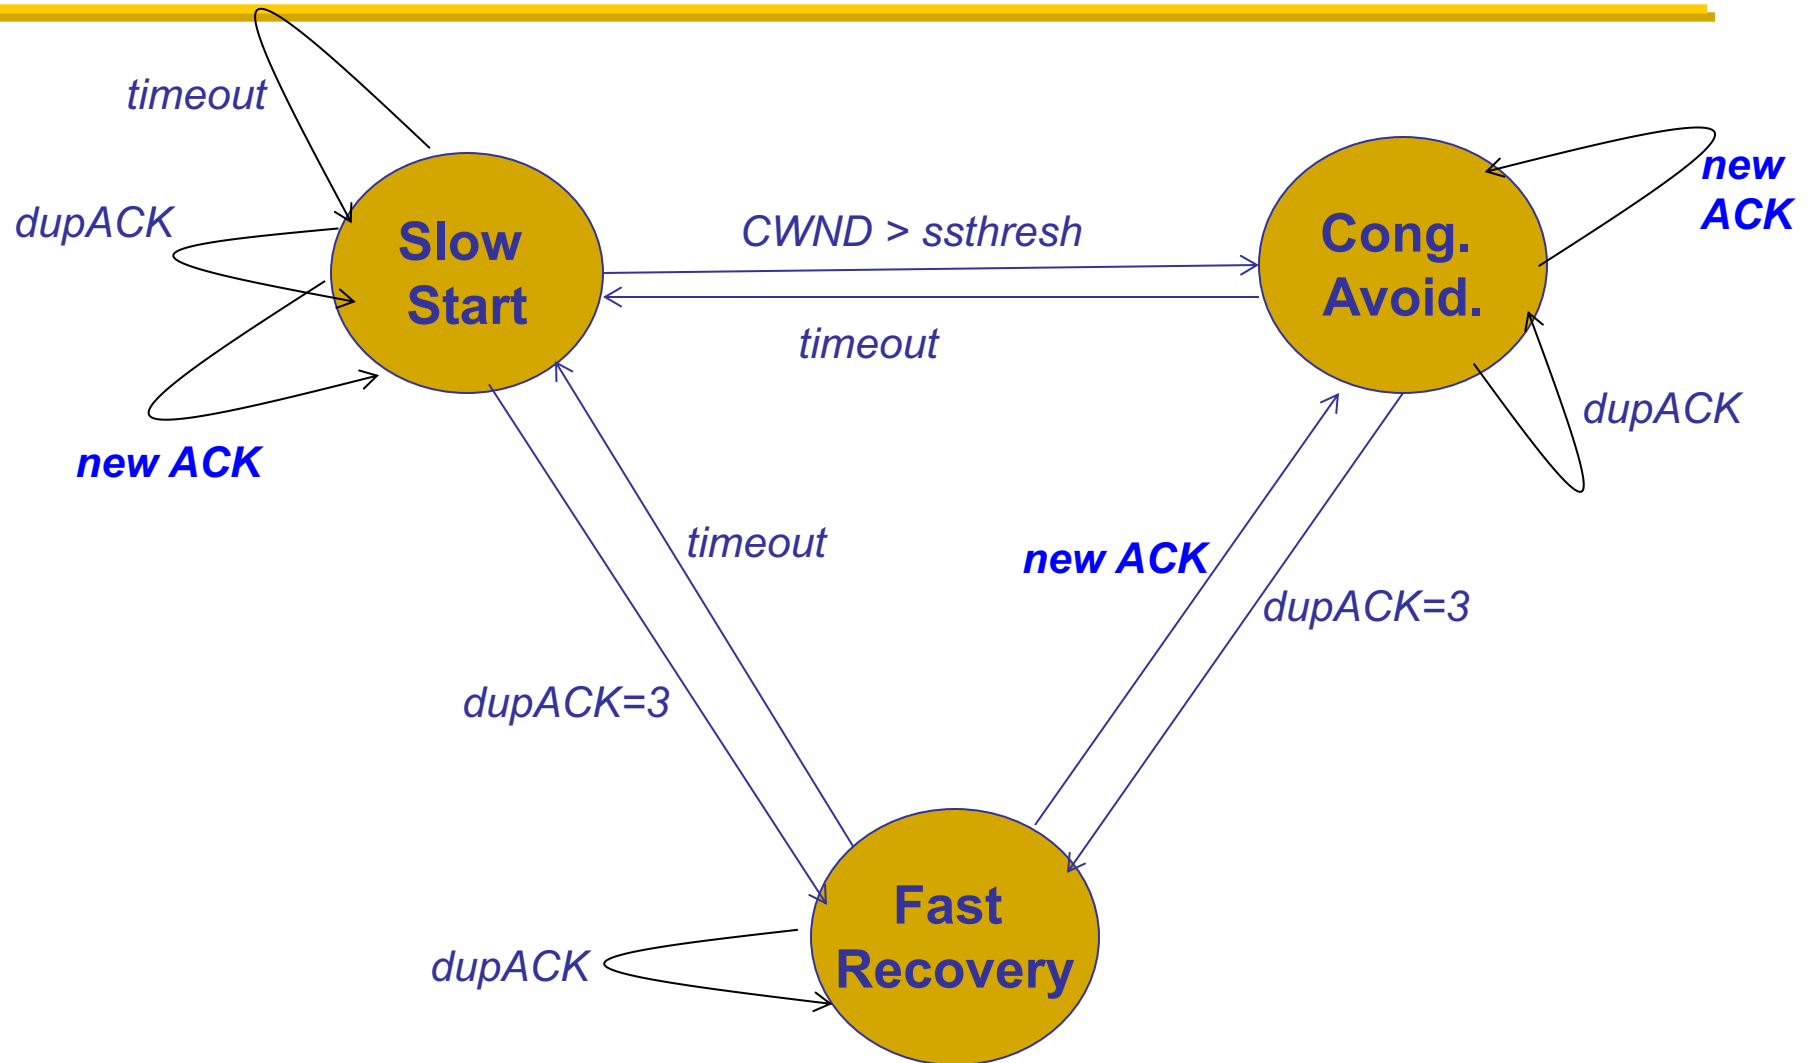 timeout
dupACK
Slow
Start
new ACK
CWND > ssthresh
timeout
Cong.
Avoid.
new
ACK
dupACK
timeout
new ACK
dupACK=3
dupACK=3
Fast
Recovery
dupACK